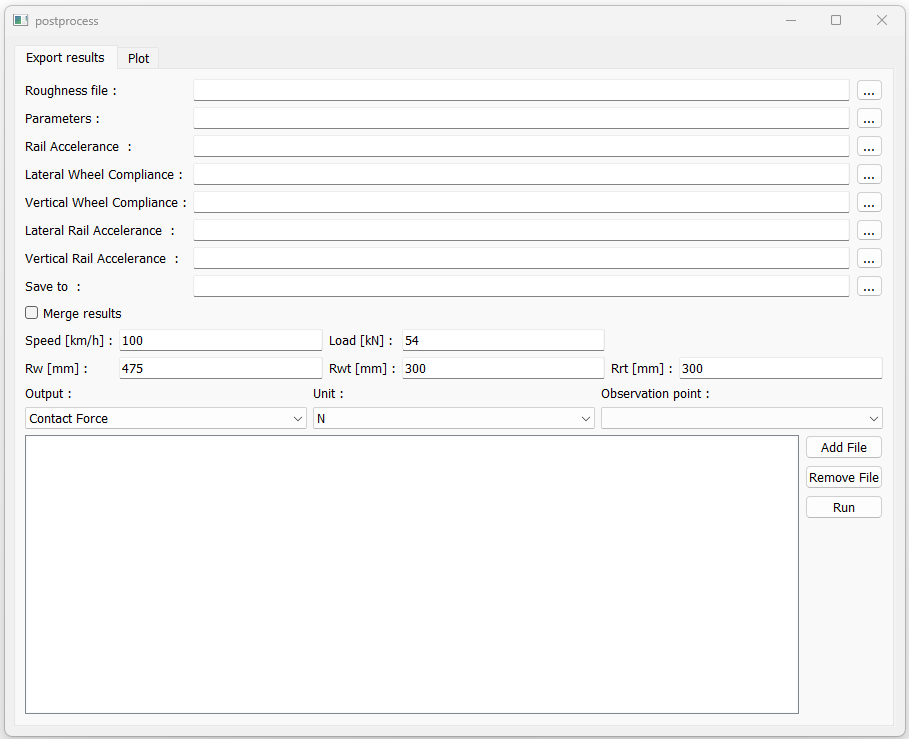 postprocess
Export results Plot
Roughness file : ...
Parameters : ...
Rail Accelerance : ...
Lateral Wheel Compliance : ...
Vertical Wheel Compliance : ...
Lateral Rail Accelerance : ...
Vertical Rail Accelerance : ...
Save to : ...
Merge results
Speed [km/h] : 100 Load [kN] : 54
Rw [mm] : 475 Rwt [mm] : 300 Rrt [mm] : 300
Output : Unit : Observation point :
Contact Force N
Add File
Remove File
Run